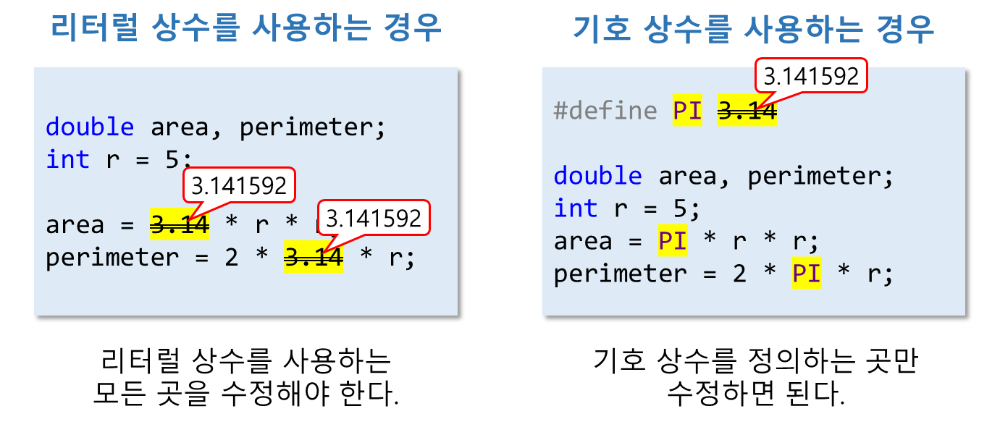 리터럴 상수를 사용하는 경우
double area, perimeter;
int r = 5;
3.141592
3.141592
area = 3.14 * r * r;
perimeter = 2 * 3.14 * r;
리터럴 상수를 사용하는
모든 곳을 수정해야 한다.
기호 상수를 사용하는 경우
3.141592
#define PI 3.14
double area, perimeter;
int r = 5;
area = PI * r * r;
perimeter = 2 * PI * r;
기호 상수를 정의하는 곳만
수정하면 된다.